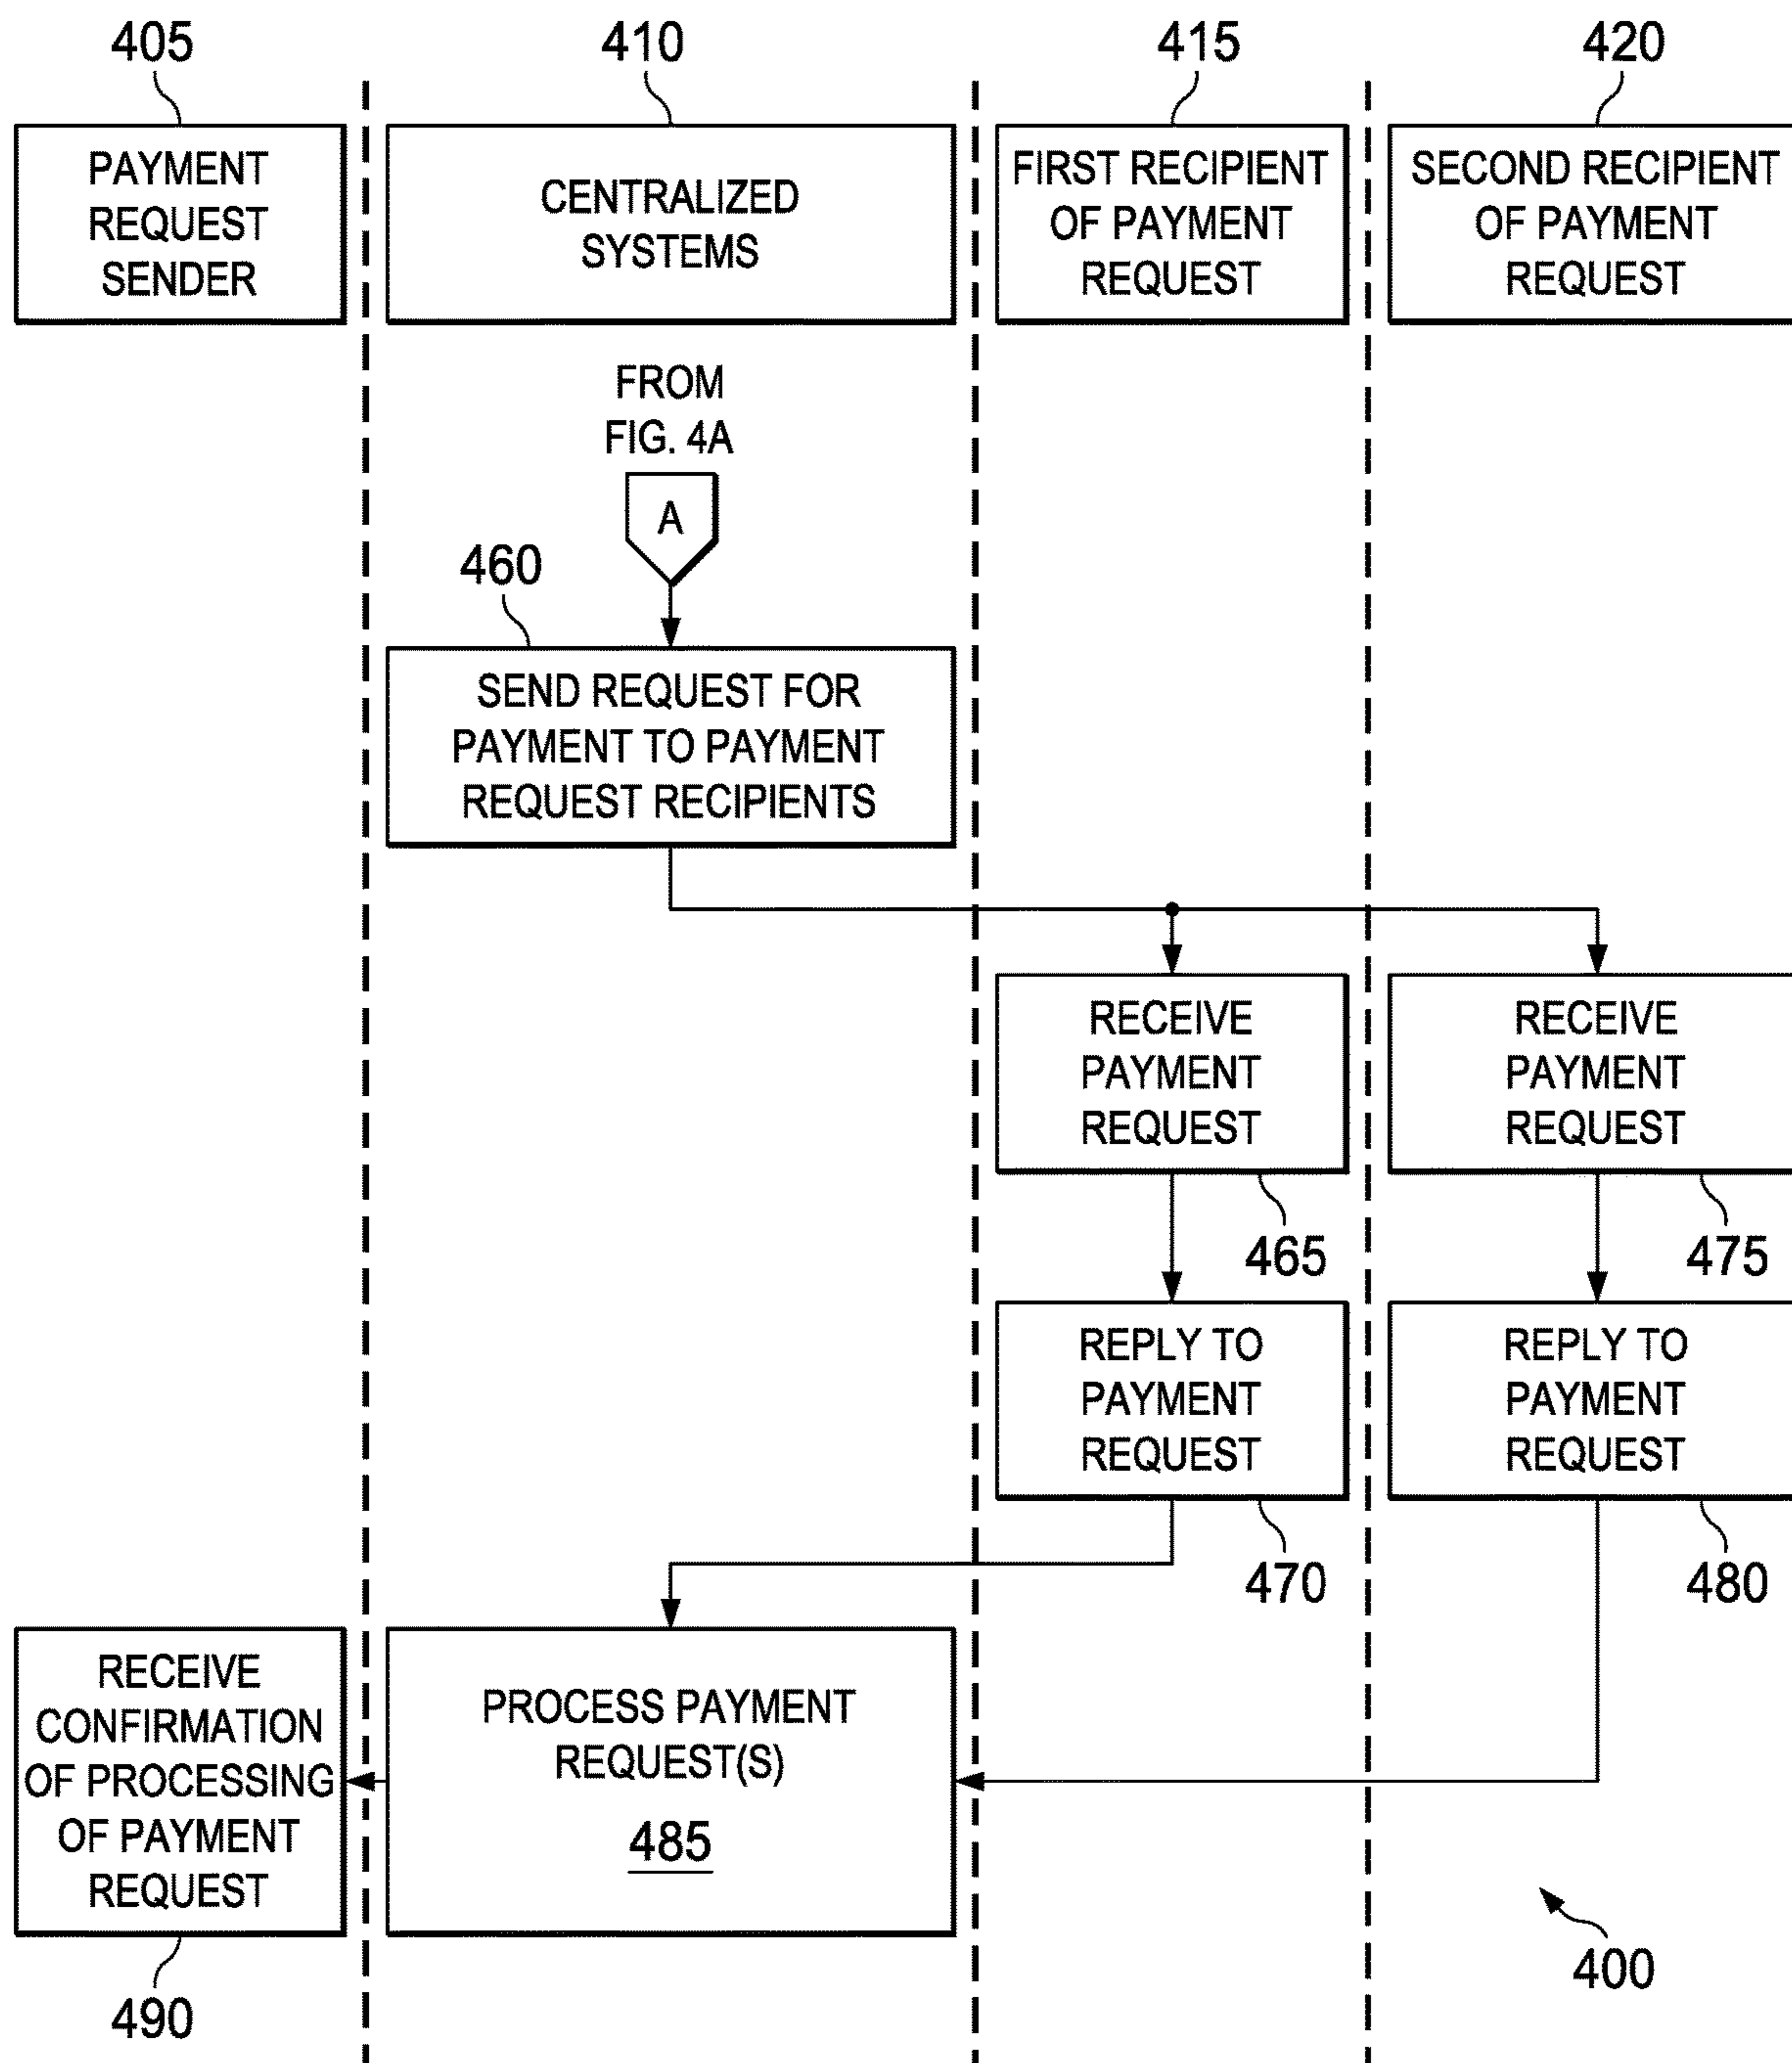 405
410
415
420
PAYMENT
REQUEST
SENDER
CENTRALIZED
SYSTEMS
FIRST RECIPIENT
OF PAYMENT
REQUEST
SECOND RECIPIENT
OF PAYMENT
REQUEST
FROM
FIG. 4A
A
460
SEND REQUEST FOR
PAYMENT TO PAYMENT
REQUEST RECIPIENTS
RECEIVE
PAYMENT
REQUEST
465
RECEIVE
PAYMENT
REQUEST
475
REPLY TO
PAYMENT
REQUEST
470
REPLY TO
PAYMENT
REQUEST
480
RECEIVE
CONFIRMATION
OF PROCESSING
OF PAYMENT
REQUEST
490
PROCESS PAYMENT
REQUEST(S)
485
400